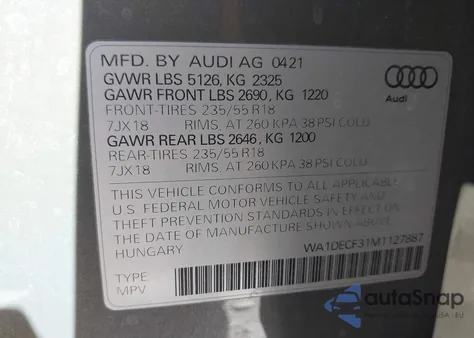 MFD. BY AUDI AG 0421
GVWR LBS 5126, KG 2325
GAWR FRONT LBS 2690, KG 1220
FRONT-TIRES 235/55 R18
7JX18 RIMS, AT 260 KPA 38 PSI COLD
GAWR REAR LBS 2646, KG 1200
REAR-TIRES 235/55 R18
7JX18 RIMS, AT 260 KPA 38 PSI COLD
THIS VEHICLE CONFORMS TO ALL APPLICABLE
U.S. FEDERAL MOTOR VEHICLE SAFETY AND
THEFT PREVENTION STANDARDS IN EFFECT ON
THE DATE OF MANUFACTURE SHOWN ABOVE.
HUNGARY
WA1DECF31M1127887
TYPE
MPV
Audi
autoSnap